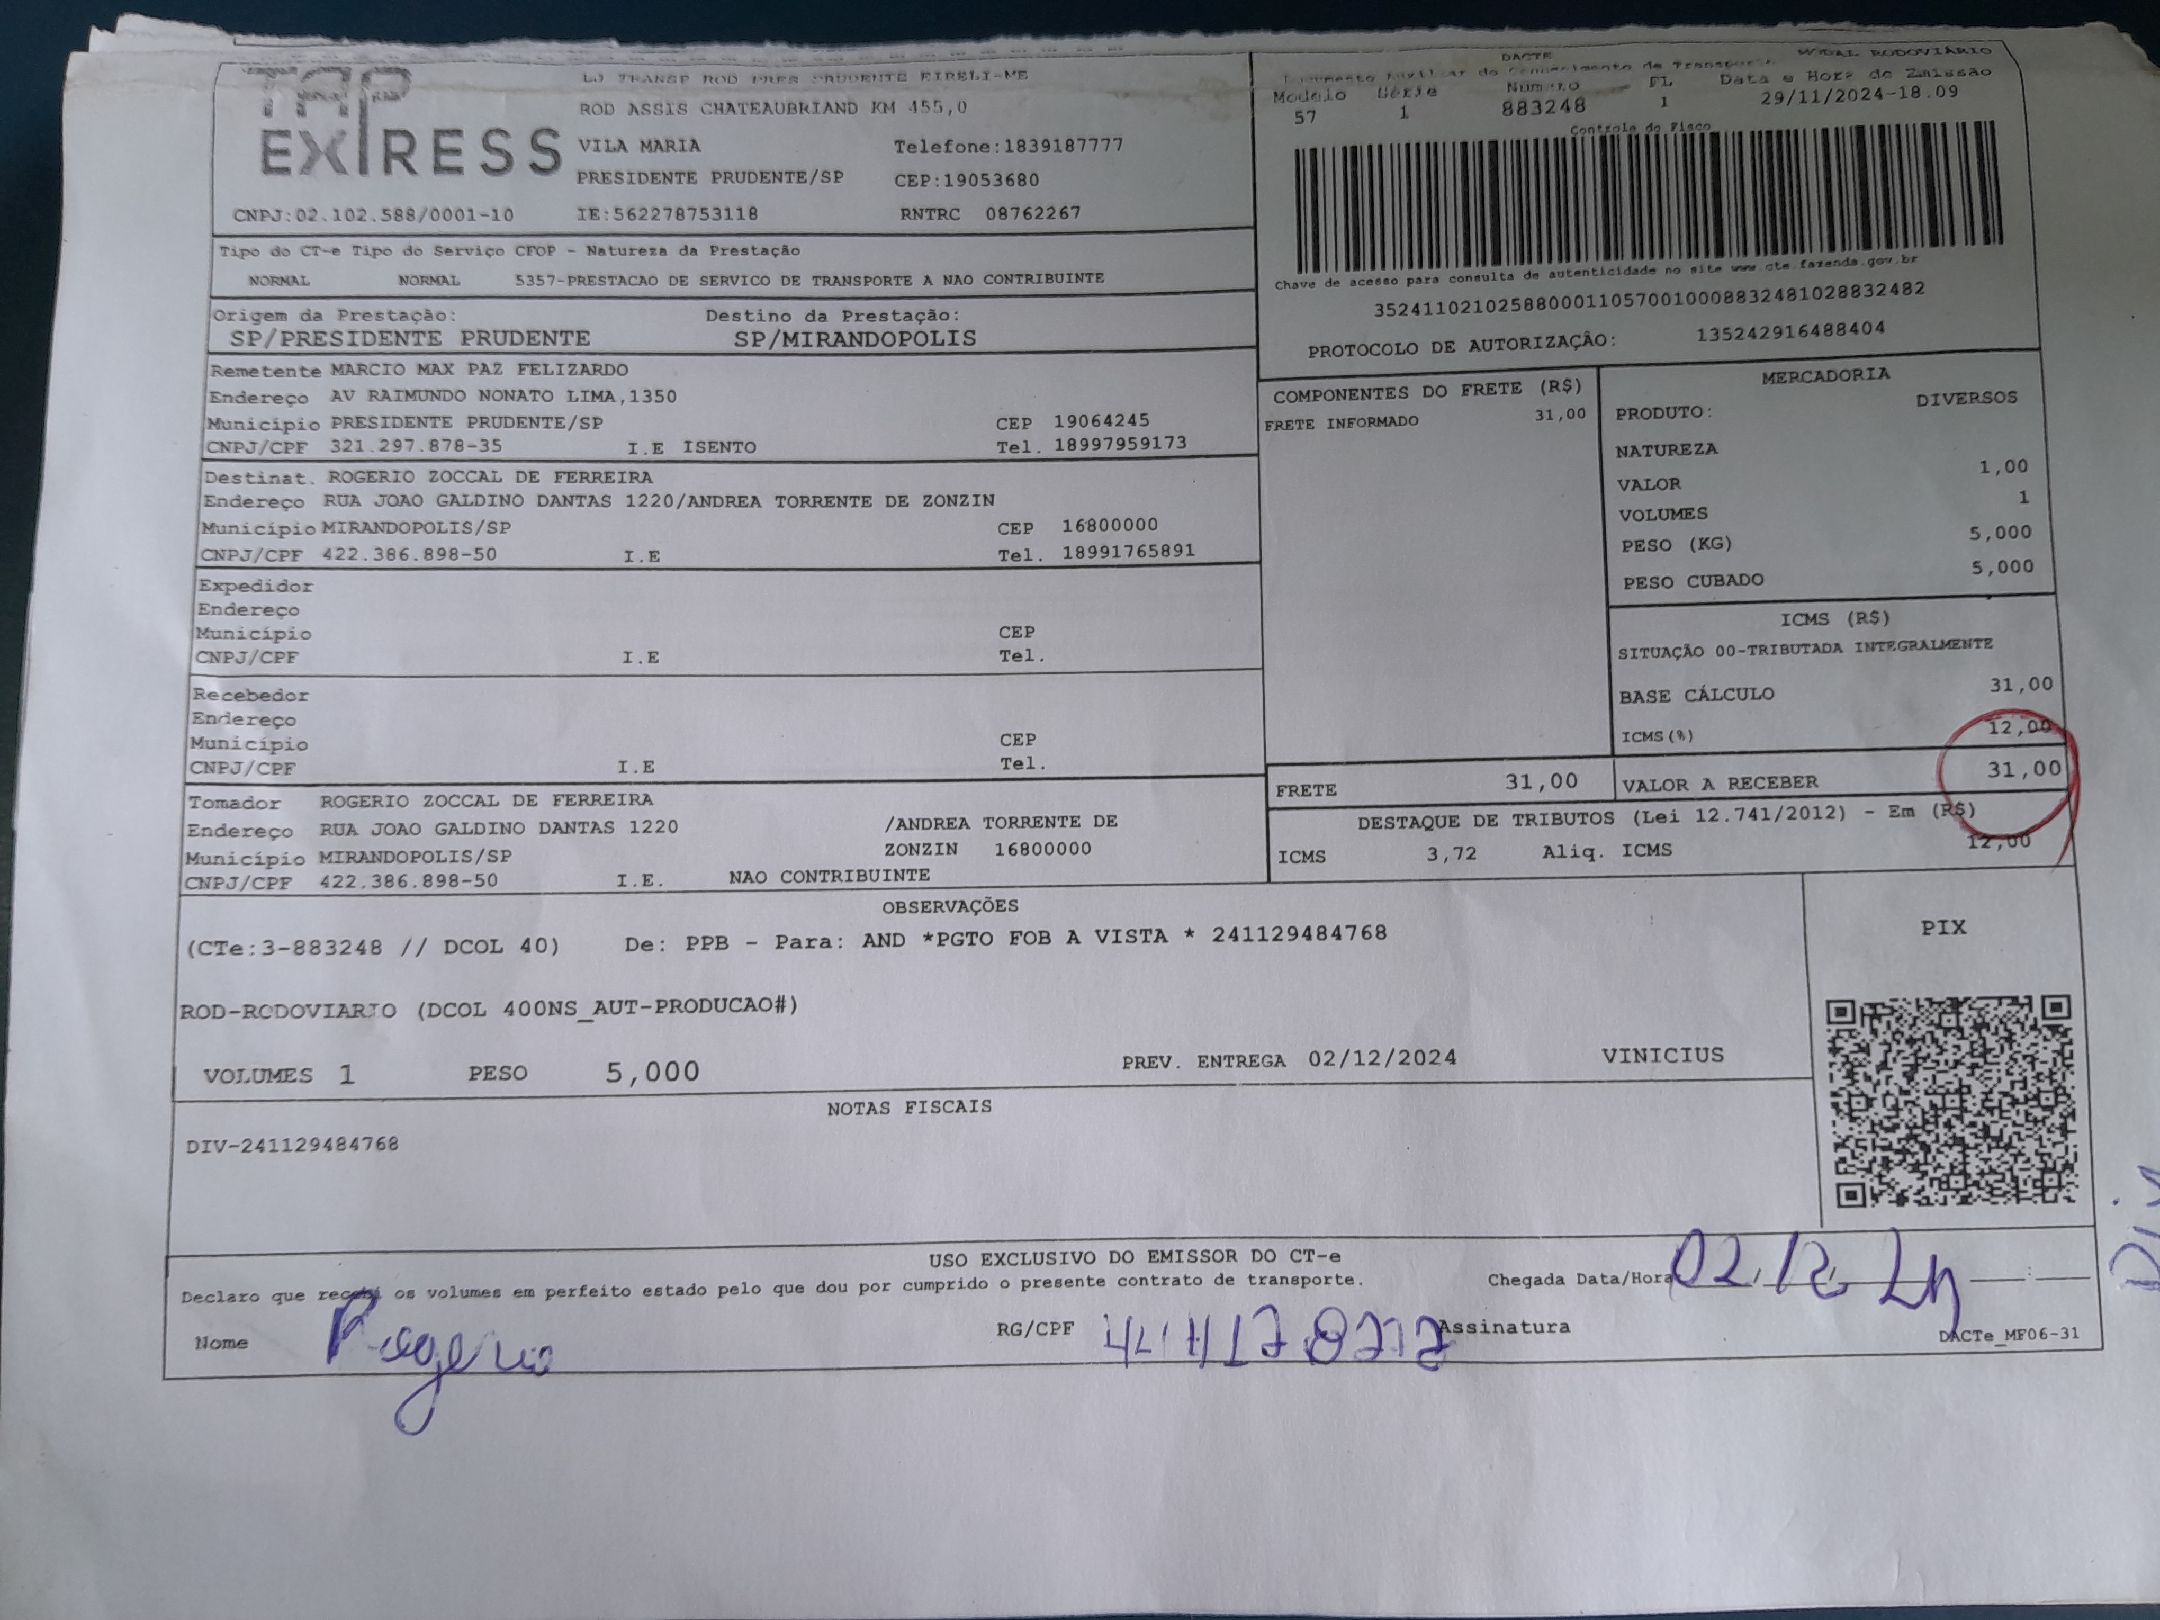 TAP EXPRESS
LJ TRANSP ROD PRES PRUDENTE EIRELI-ME
ROD ASSIS CHATEAUBRIAND KM 455,0
VILA MARIA Telefone:1839187777
PRESIDENTE PRUDENTE/SP CEP:19053680
CNPJ:02.102.588/0001-10 IE:562278753118 RNTRC 08762267
DACTE MODAL RODOVIÁRIO
Documento Auxiliar do Conhecimento de Transporte
Modelo Série Número FL Data e Hora de Emissão
57 1 883248 1 29/11/2024-18.09
Controle do Fisco
Chave de acesso para consulta de autenticidade no site www.cte.fazenda.gov.br
35241102102588000110570010008832481028832482
PROTOCOLO DE AUTORIZAÇÂO: 135242916488404
Tipo do CT-e Tipo do Serviço CFOP - Natureza da Prestação
NORMAL NORMAL 5357-PRESTACAO DE SERVICO DE TRANSPORTE A NAO CONTRIBUINTE
Origem da Prestação: Destino da Prestação:
SP/PRESIDENTE PRUDENTE SP/MIRANDOPOLIS
Remetente MARCIO MAX PAZ FELIZARDO
Endereço AV RAIMUNDO NONATO LIMA,1350
Município PRESIDENTE PRUDENTE/SP CEP 19064245
CNPJ/CPF 321.297.878-35 I.E ISENTO Tel. 18997959173
Destinat. ROGERIO ZOCCAL DE FERREIRA
Endereço RUA JOAO GALDINO DANTAS 1220/ANDREA TORRENTE DE ZONZIN
Município MIRANDOPOLIS/SP CEP 16800000
CNPJ/CPF 422.386.898-50 I.E Tel. 18991765891
Expedidor
Endereço
Município CEP
CNPJ/CPF I.E Tel.
Recebedor
Endereço
Município CEP
CNPJ/CPF I.E Tel.
Tomador ROGERIO ZOCCAL DE FERREIRA
Endereço RUA JOAO GALDINO DANTAS 1220 /ANDREA TORRENTE DE
Município MIRANDOPOLIS/SP ZONZIN 16800000
CNPJ/CPF 422.386.898-50 I.E. NAO CONTRIBUINTE
COMPONENTES DO FRETE (R$)
FRETE INFORMADO 31,00
MERCADORIA
PRODUTO: DIVERSOS
NATUREZA
VALOR 1,00
VOLUMES 1
PESO (KG) 5,000
PESO CUBADO 5,000
ICMS (R$)
SITUAÇÃO 00-TRIBUTADA INTEGRALMENTE
BASE CÁLCULO 31,00
ICMS(%) 12,00
FRETE 31,00 VALOR A RECEBER 31,00
DESTAQUE DE TRIBUTOS (Lei 12.741/2012) - Em (R$)
ICMS 3,72 Aliq. ICMS 12,00
OBSERVAÇÕES
(CTe:3-883248 // DCOL 40) De: PPB - Para: AND *PGTO FOB A VISTA * 241129484768
ROD-RODOVIARIO (DCOL 400NS_AUT-PRODUCAO#)
VOLUMES 1 PESO 5,000 PREV. ENTREGA 02/12/2024 VINICIUS
PIX
NOTAS FISCAIS
DIV-241129484768
USO EXCLUSIVO DO EMISSOR DO CT-e
Declaro que recebi os volumes em perfeito estado pelo que dou por cumprido o presente contrato de transporte. Chegada Data/Hora 02/12/24
Nome Rogerio RG/CPF Assinatura
DACTe_MF06-31